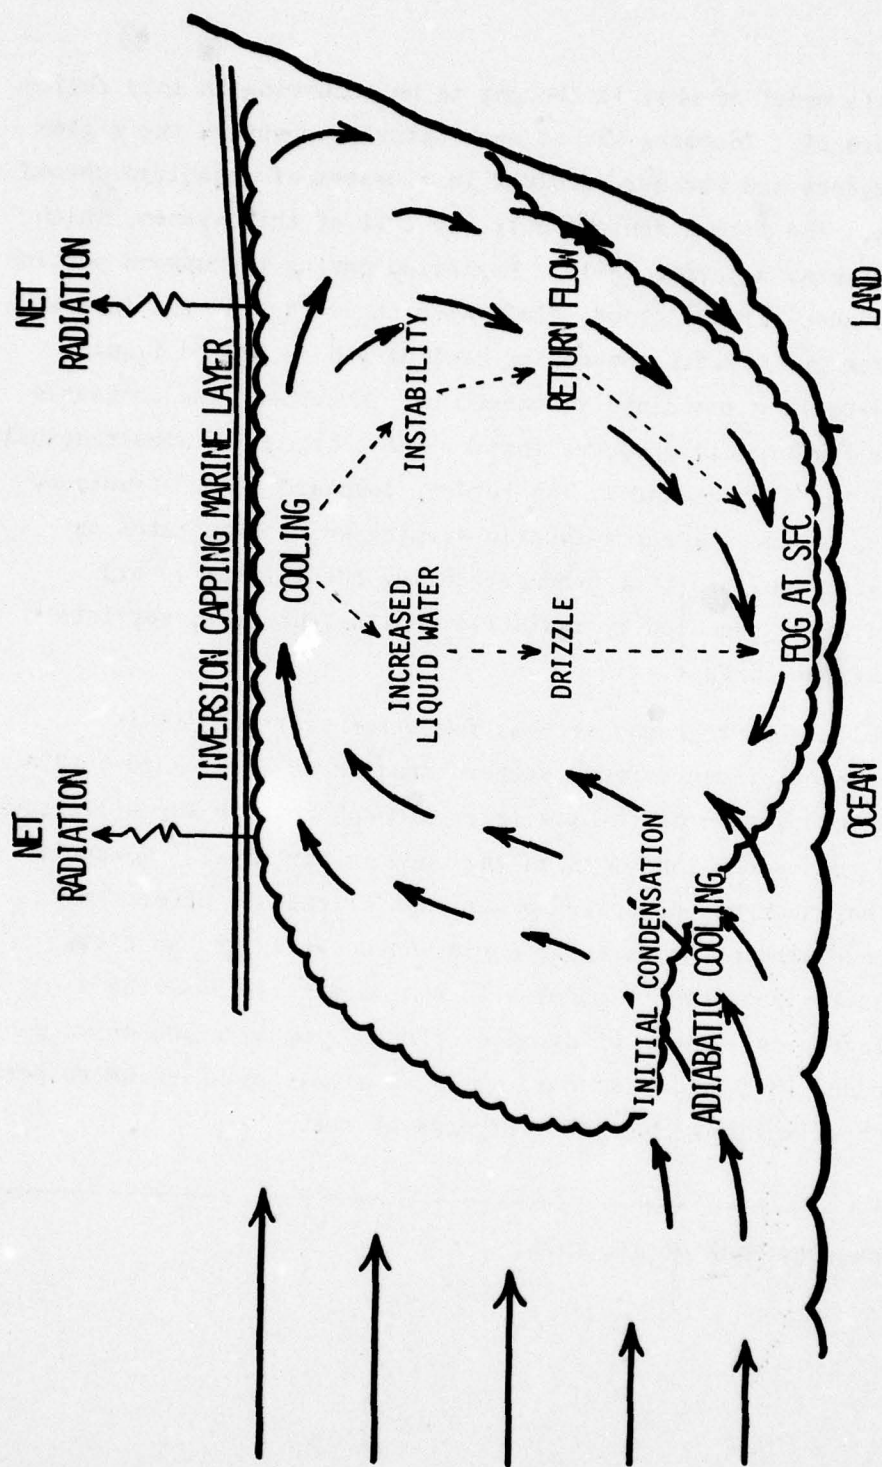 NET
RADIATION
NET
RADIATION
INVERSION CAPPING MARINE LAYER
COOLING
INCREASED
LIQUID WATER
INSTABILITY
DRIZZLE
RETURN FLOW
INITIAL CONDENSATION
ADIABATIC COOLING
FOG AT SFC
OCEAN
LAND